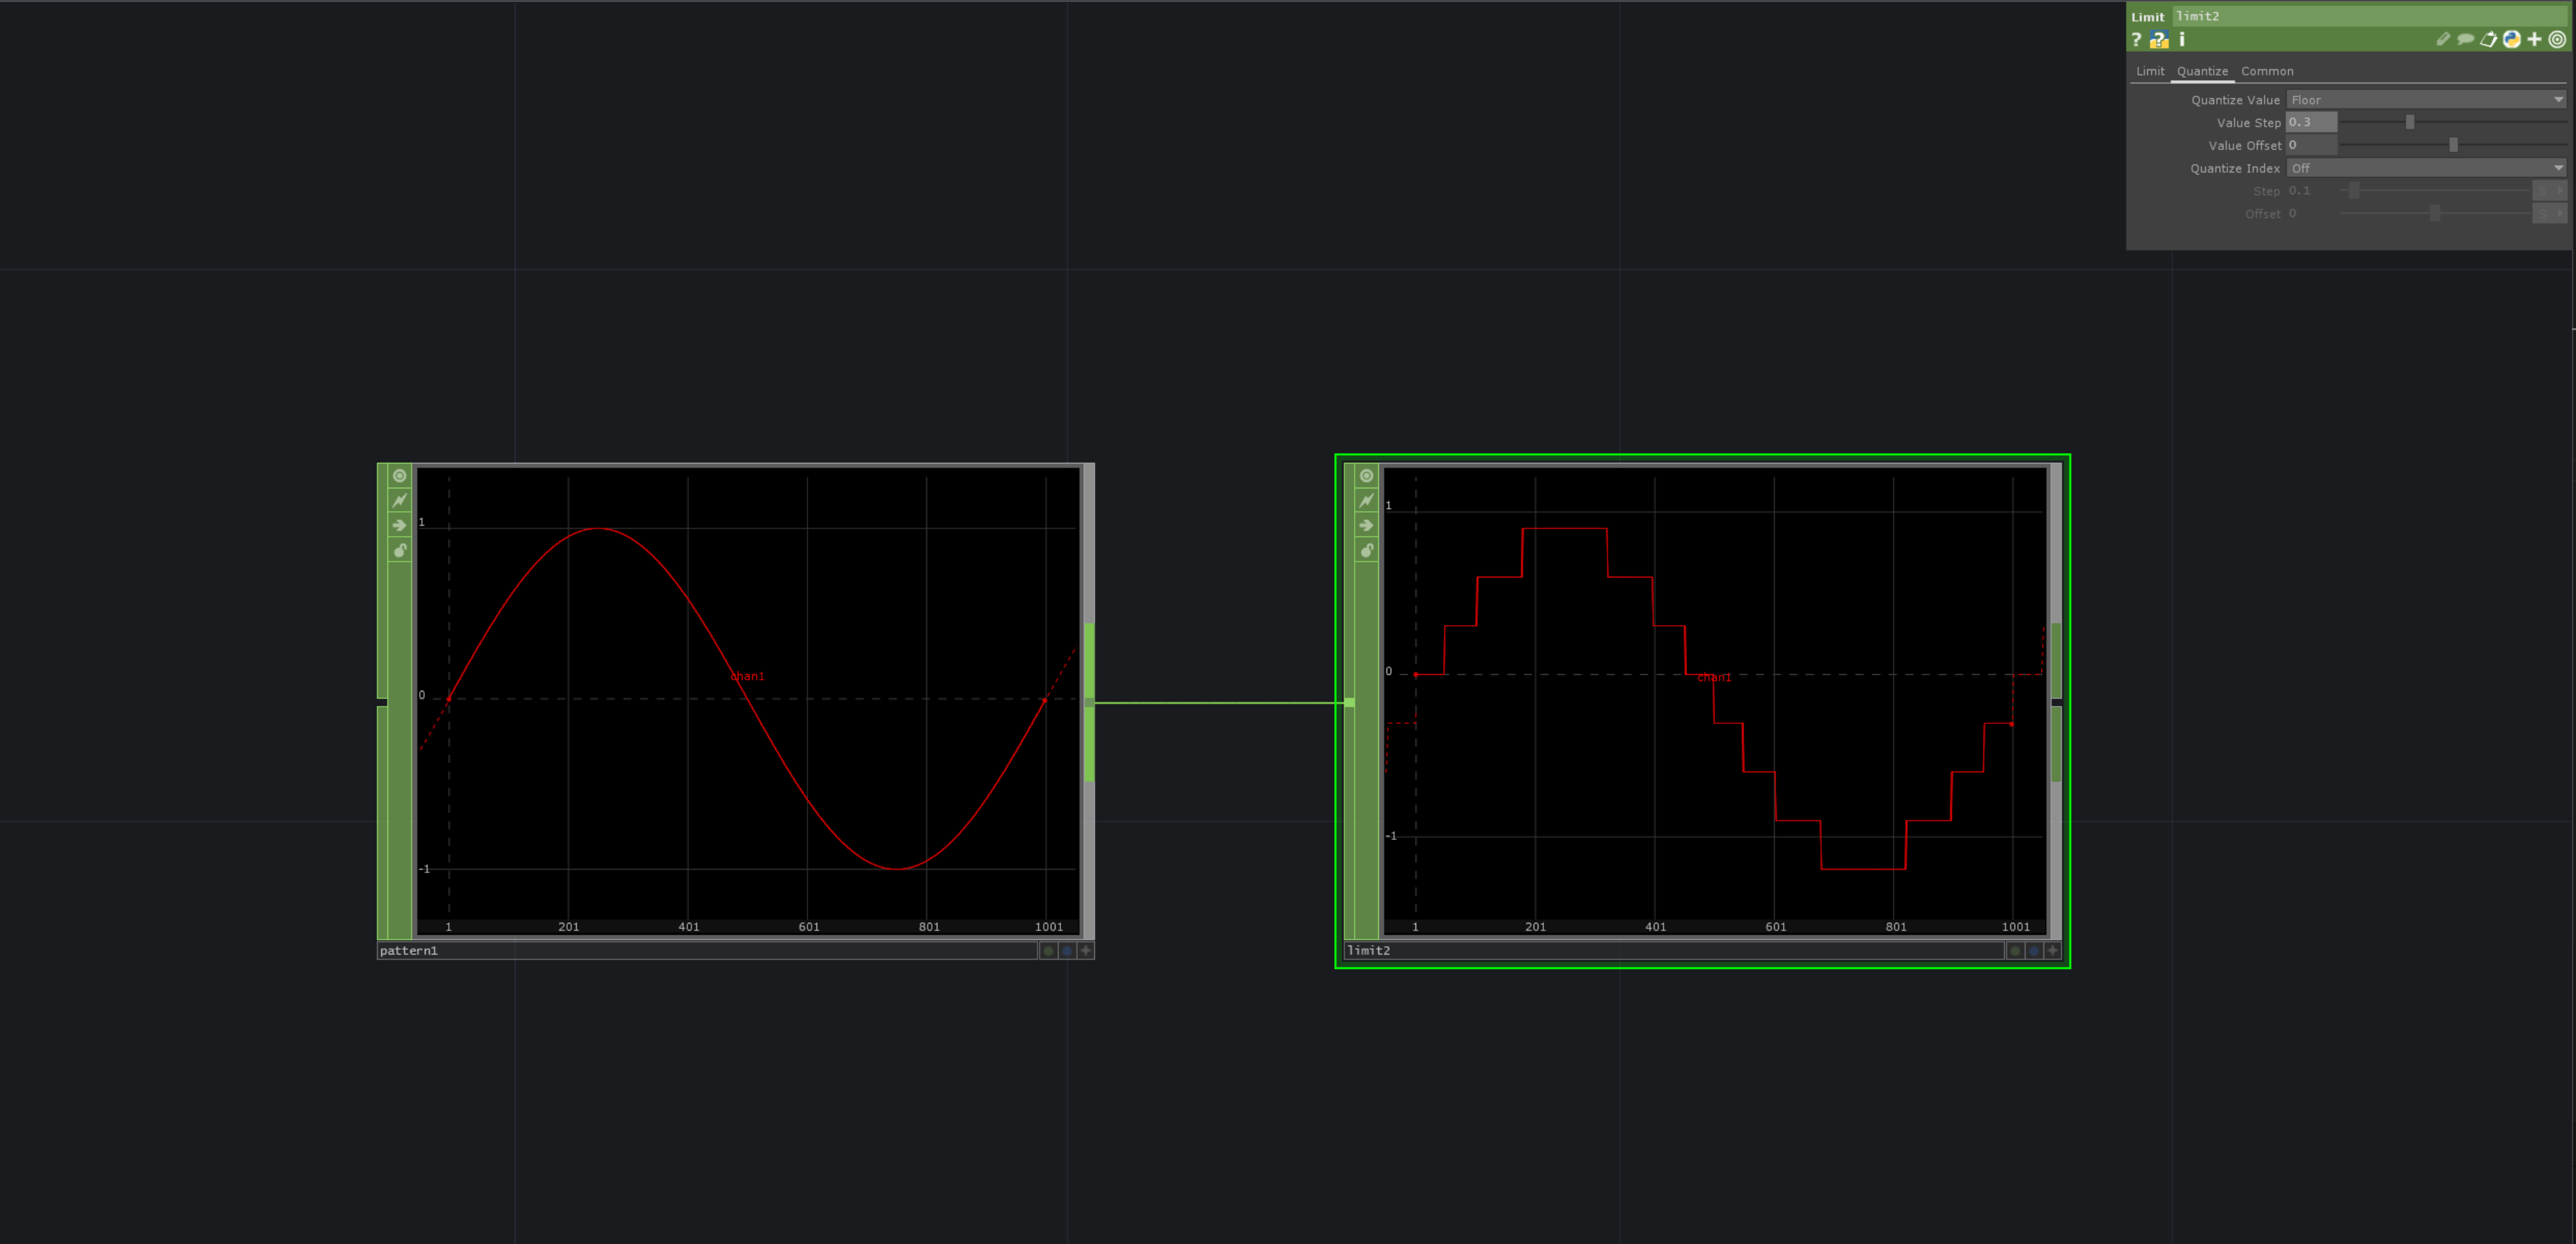 Limit limit2
? ? i
Limit Quantize Common
Quantize Value Floor
Value Step 0.3
Value Offset 0
Quantize Index Off
Step 0.1 S
Offset 0 S
1
0
-1
chan1
1 201 401 601 801 1001
pattern1
1
0
-1
chan1
1 201 401 601 801 1001
limit2